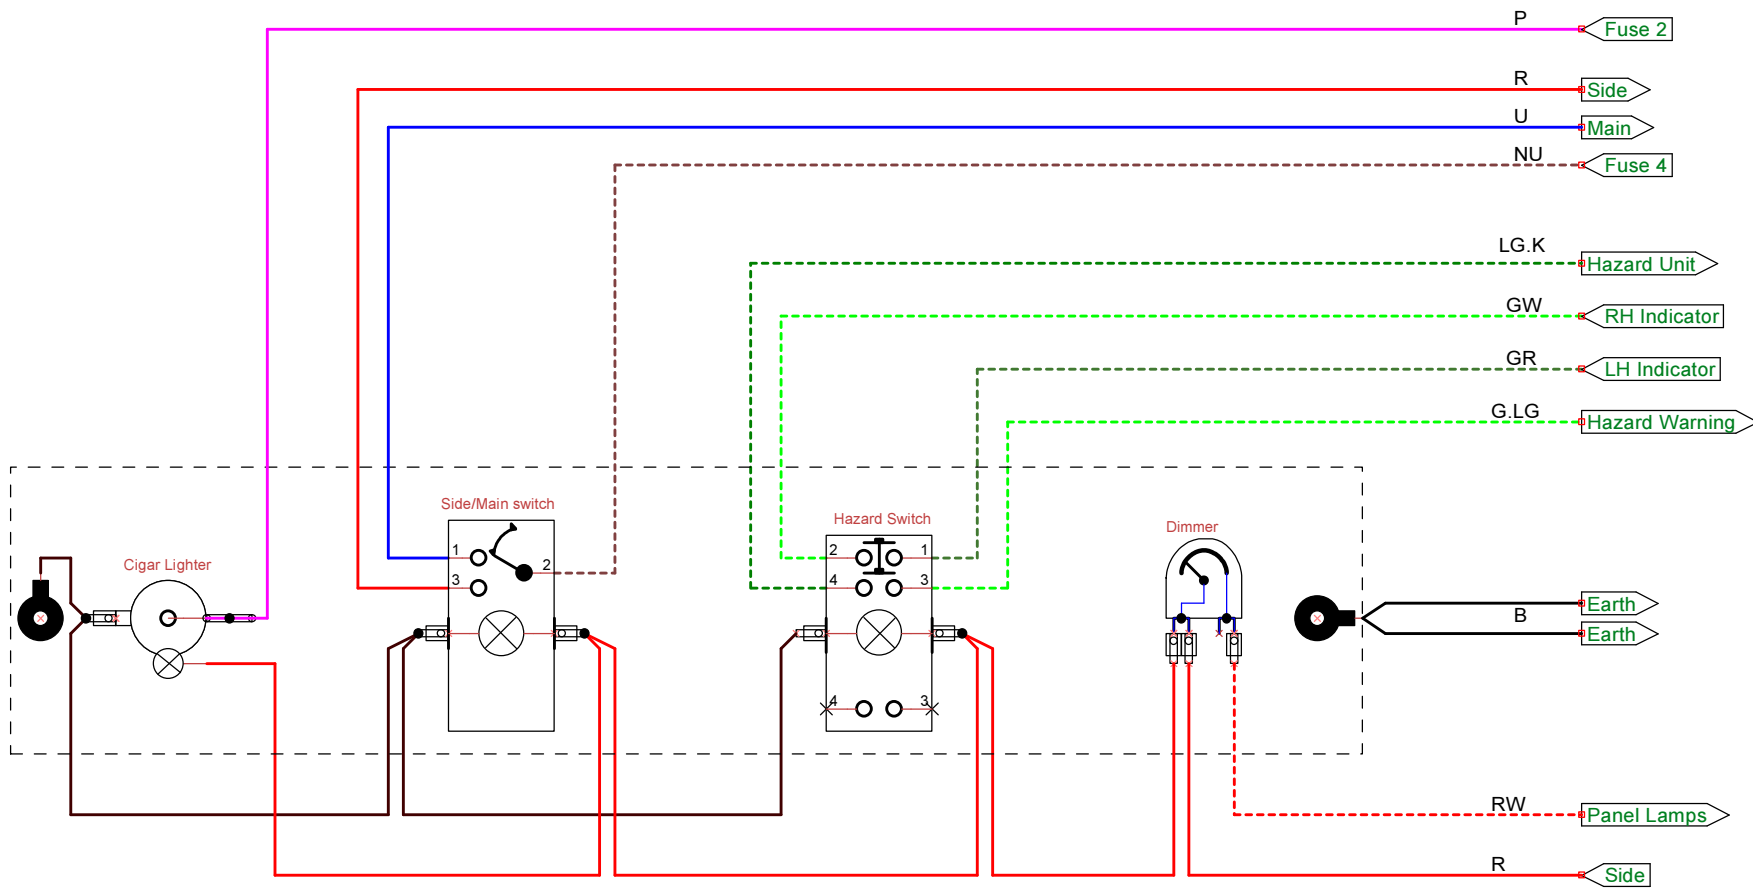 P
Fuse 2
R
Side
U
Main
NU
Fuse 4
LG.K
Hazard Unit
GW
RH Indicator
GR
LH Indicator
G.LG
Hazard Warning
Side/Main switch
Hazard Switch
Dimmer
Cigar Lighter
1
2
3
2
1
4
3
4
3
Earth
B
Earth
RW
Panel Lamps
R
Side